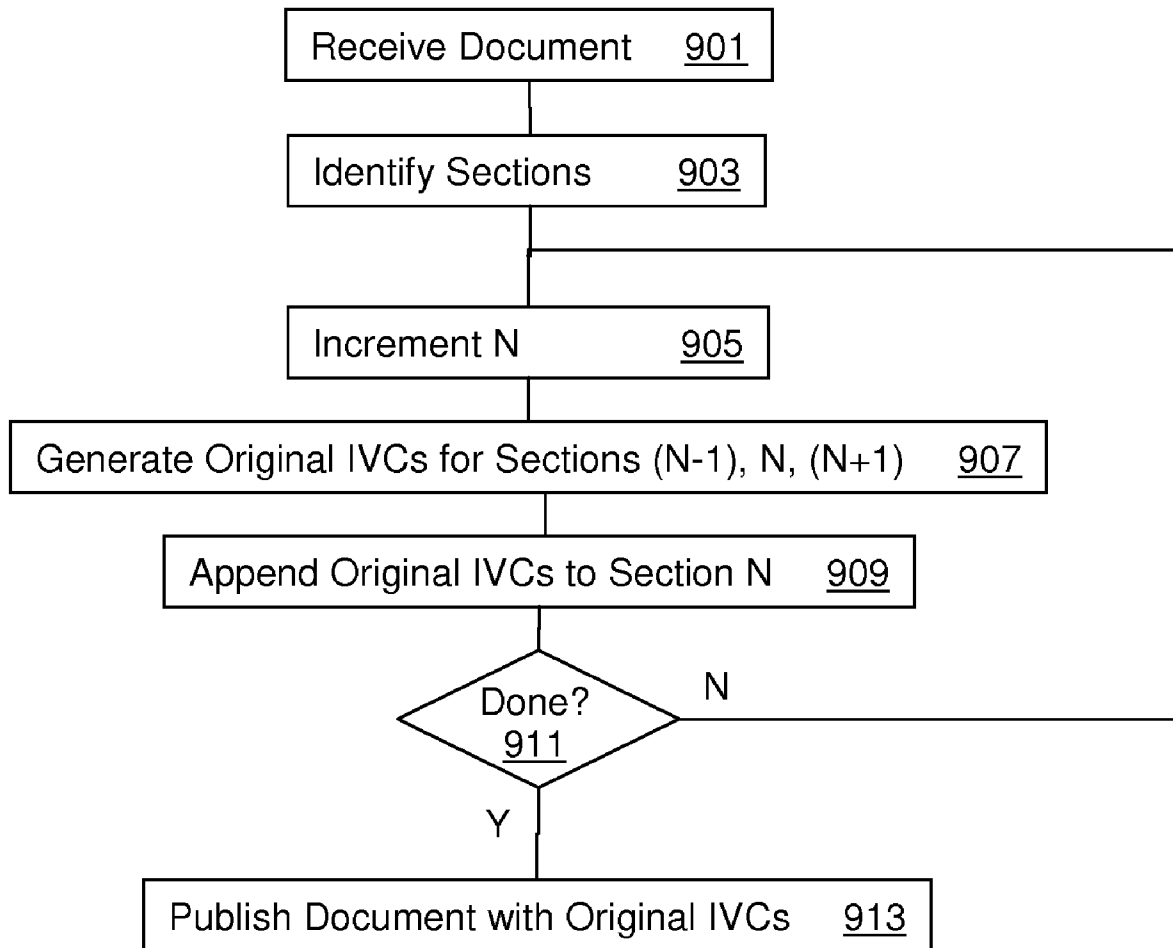 Receive Document 901
Identify Sections 903
Increment N 905
Generate Original IVCs for Sections (N-1), N, (N+1) 907
Append Original IVCs to Section N 909
Done?
911
N
Y
Publish Document with Original IVCs 913